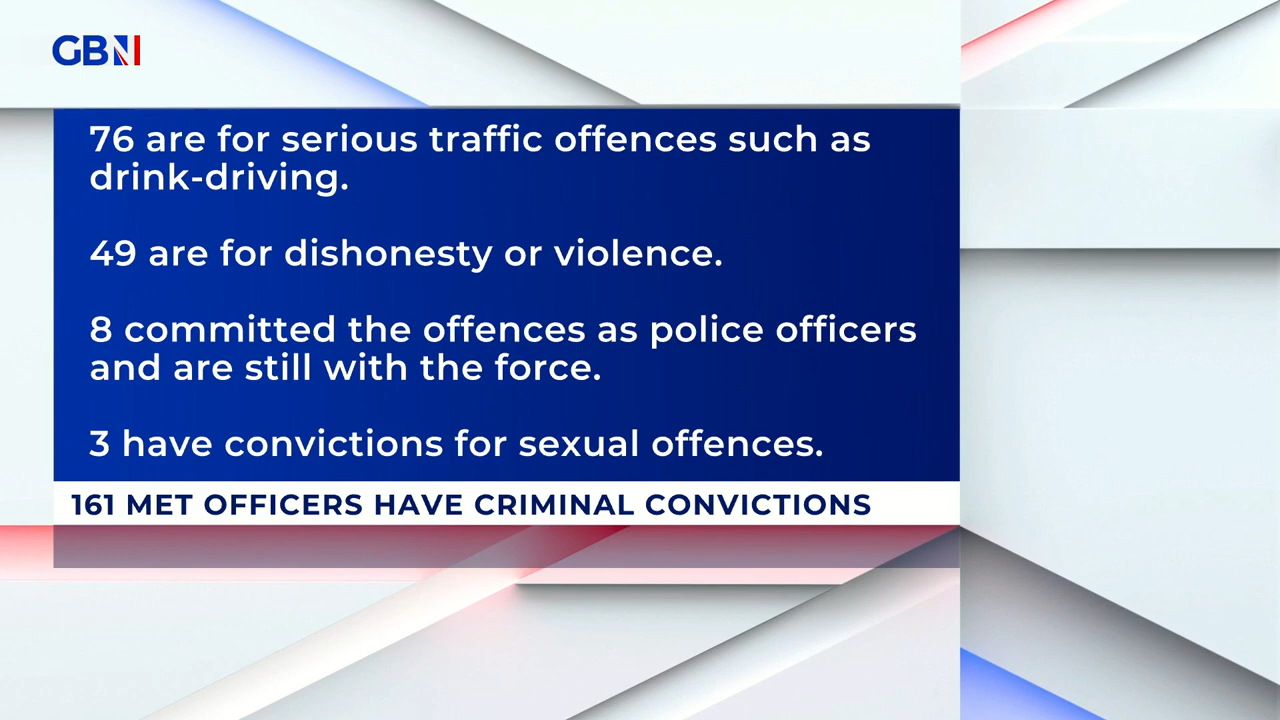 GBN
76 are for serious traffic offences such as
drink-driving.
49 are for dishonesty or violence.
8 committed the offences as police officers
and are still with the force.
3 have convictions for sexual offences.
161 MET OFFICERS HAVE CRIMINAL CONVICTIONS